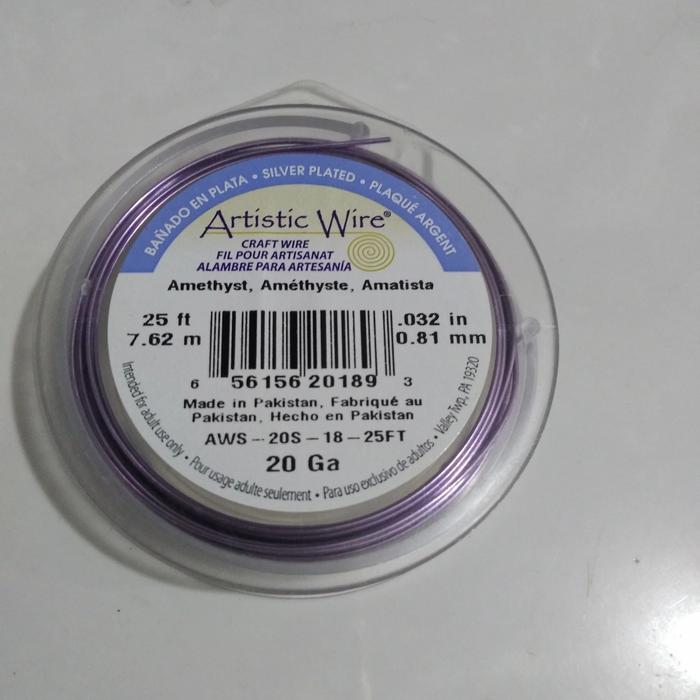 BAÑADO EN PLATA • SILVER PLATED • PLAQUÉ ARGENT
Artistic Wire®
CRAFT WIRE
FIL POUR ARTISANAT
ALAMBRE PARA ARTESANÍA
Amethyst, Améthyste, Amatista
25 ft .032 in
7.62 m 0.81 mm
6 56156 20189 3
Made in Pakistan, Fabriqué au
Pakistan, Hecho en Pakistan
AWS -- 20S - 18 - 25FT
20 Ga
Intended for adult use only • Pour usage adulte seulement • Para uso exclusivo de adultos • Valley Twp., PA 19320